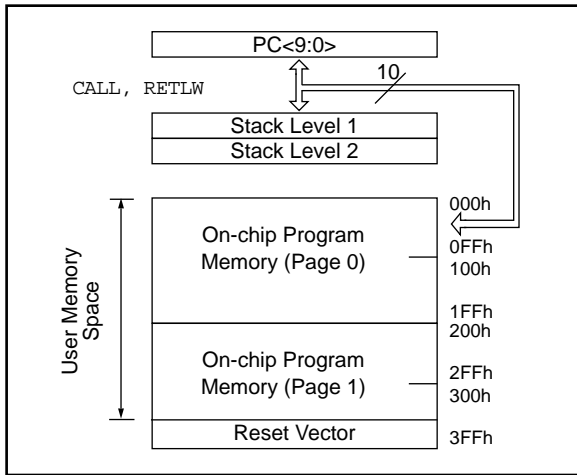 PC<9:0>
10
CALL, RETLW
Stack Level 1
Stack Level 2
000h
On-chip Program
Memory (Page 0)
0FFh
100h
User Memory
Space
1FFh
200h
On-chip Program
Memory (Page 1)
2FFh
300h
Reset Vector
3FFh